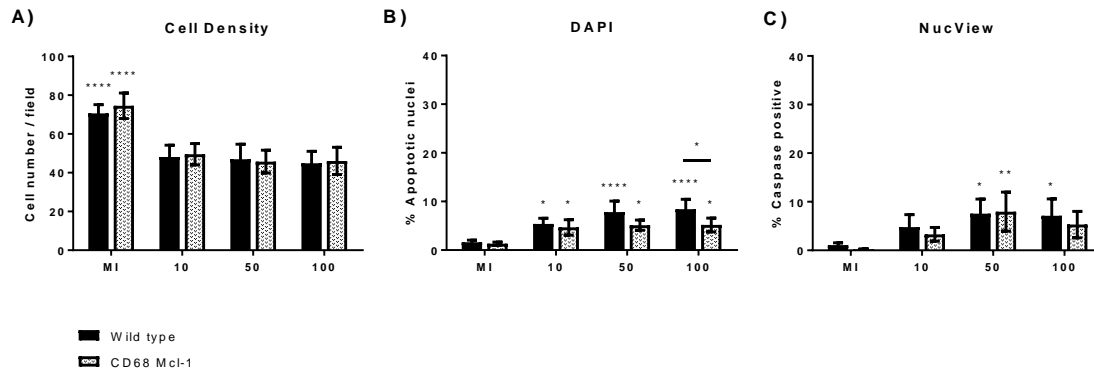 A)
Cell Density
Cell number / field
100
80
60
40
20
0
**** ****
MI 10 50 100
B)
DAPI
% Apoptotic nuclei
40
30
20
10
0
*
* * **** * **** *
MI 10 50 100
C)
NucView
% Caspase positive
40
30
20
10
0
* ** *
MI 10 50 100
Wild type
CD68 Mcl-1